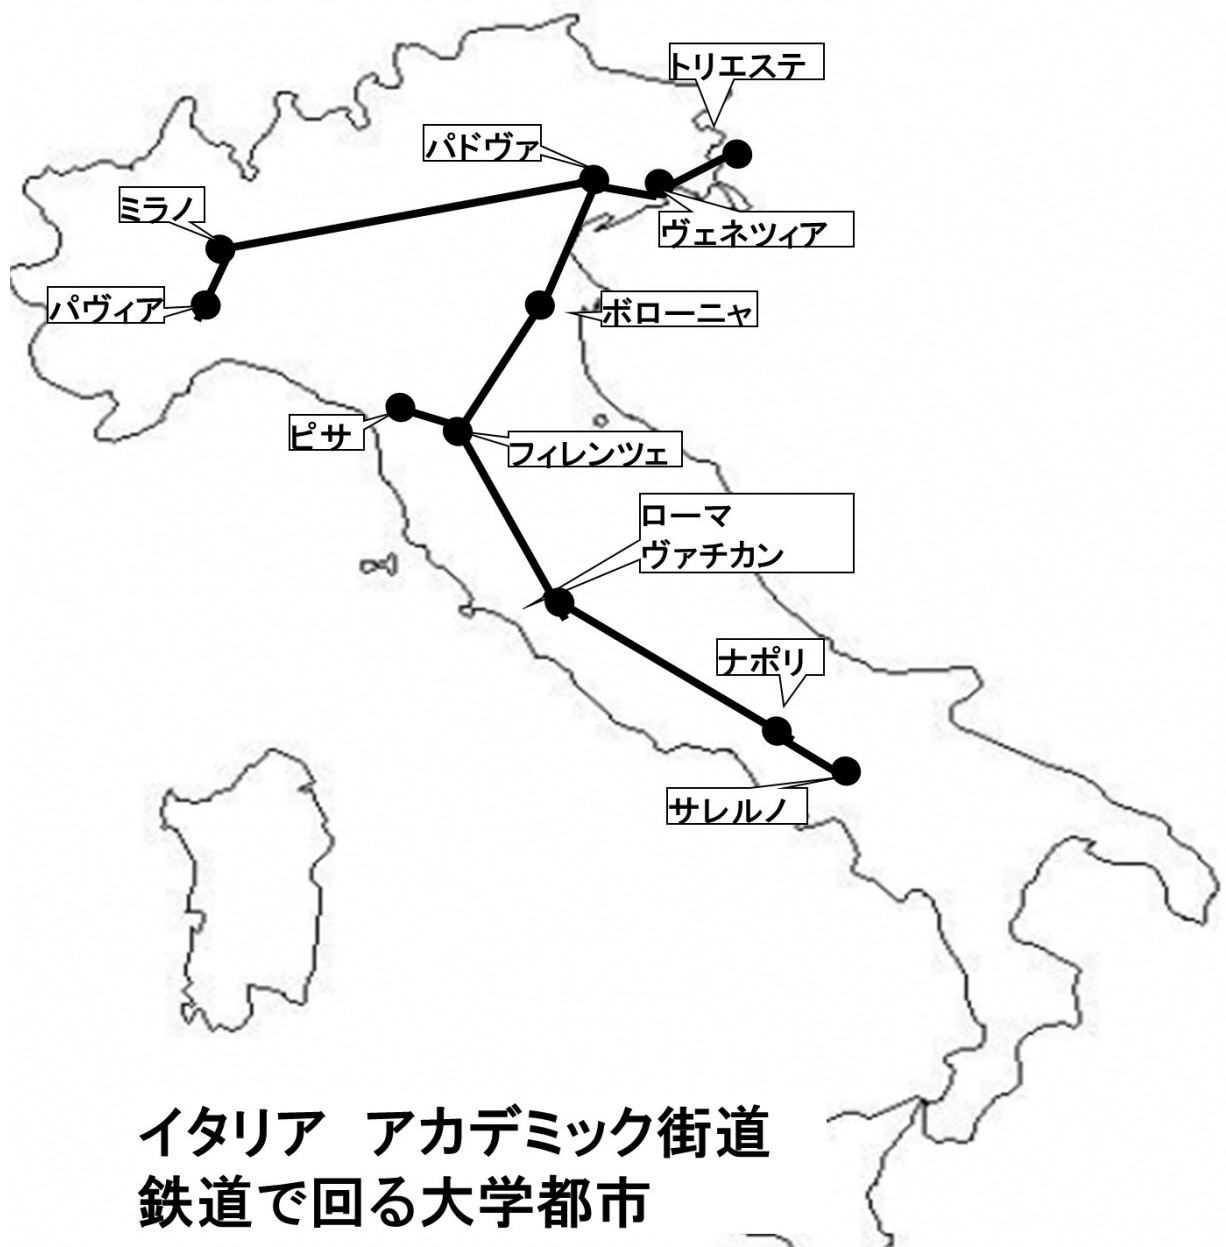 トリエステ
パドヴァ
ミラノ
ヴェネツィア
パヴィア
ボローニャ
ピサ
フィレンツェ
ローマ
ヴァチカン
ナポリ
サレルノ
イタリア　アカデミック街道
鉄道で回る大学都市